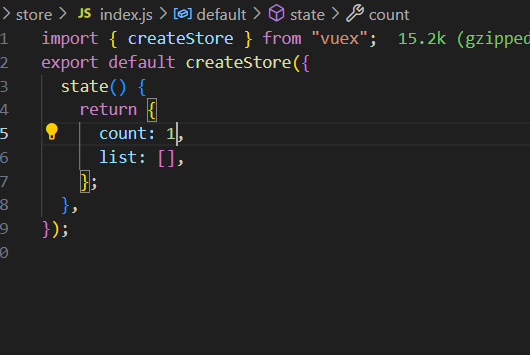 store > JS index.js > default > state > count
1 import { createStore } from "vuex"; 15.2k (gzipped
2 export default createStore({
3 state() {
4 return {
5 count: 1,
6 list: [],
7 };
8 },
9 });
0